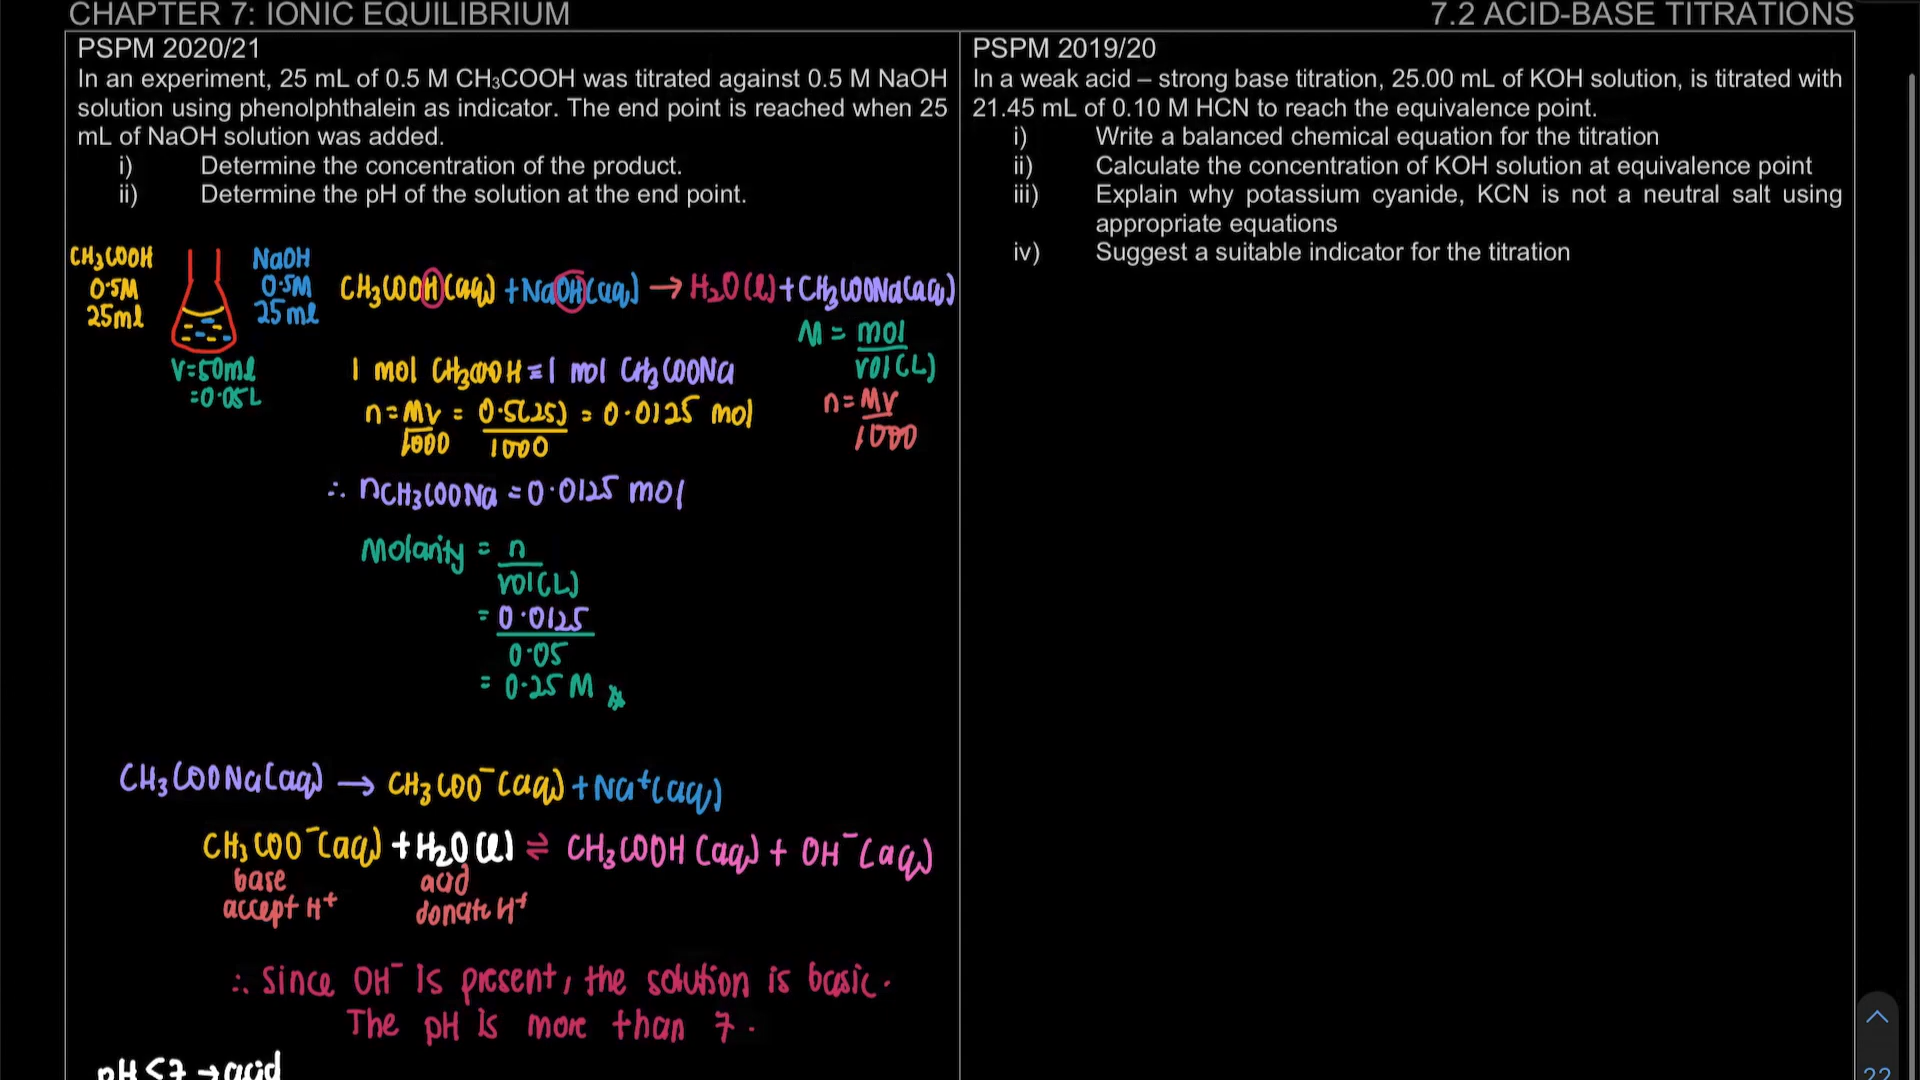 CHAPTER 7: IONIC EQUILIBRIUM
7.2 ACID-BASE TITRATIONS
PSPM 2020/21
In an experiment, 25 mL of 0.5 M CH3COOH was titrated against 0.5 M NaOH
solution using phenolphthalein as indicator. The end point is reached when 25
mL of NaOH solution was added.
i) Determine the concentration of the product.
ii) Determine the pH of the solution at the end point.
CH3COOH
0.5M
25ml
NaOH
0.5M
25ml
V=50ml
=0.05L
CH3COOH(aq) + NaOH(aq) → H2O(l) + CH3COONa(aq)
M = mol
vol(L)
1 mol CH3COOH ≡ 1 mol CH3COONa
n = MV = 0.5(25) = 0.0125 mol
1000 1000
n = MV
1000
∴ nCH3COONa = 0.0125 mol
Molarity = n
vol(L)
= 0.0125
0.05
= 0.25 M
CH3COONa(aq) → CH3COO⁻(aq) + Na⁺(aq)
CH3COO⁻(aq) + H2O(l) ⇌ CH3COOH(aq) + OH⁻(aq)
base acid
accept H⁺ donate H⁺
∴ Since OH⁻ is present, the solution is basic.
The pH is more than 7.
pH<7 → acid
PSPM 2019/20
In a weak acid – strong base titration, 25.00 mL of KOH solution, is titrated with
21.45 mL of 0.10 M HCN to reach the equivalence point.
i) Write a balanced chemical equation for the titration
ii) Calculate the concentration of KOH solution at equivalence point
iii) Explain why potassium cyanide, KCN is not a neutral salt using
appropriate equations
iv) Suggest a suitable indicator for the titration
22